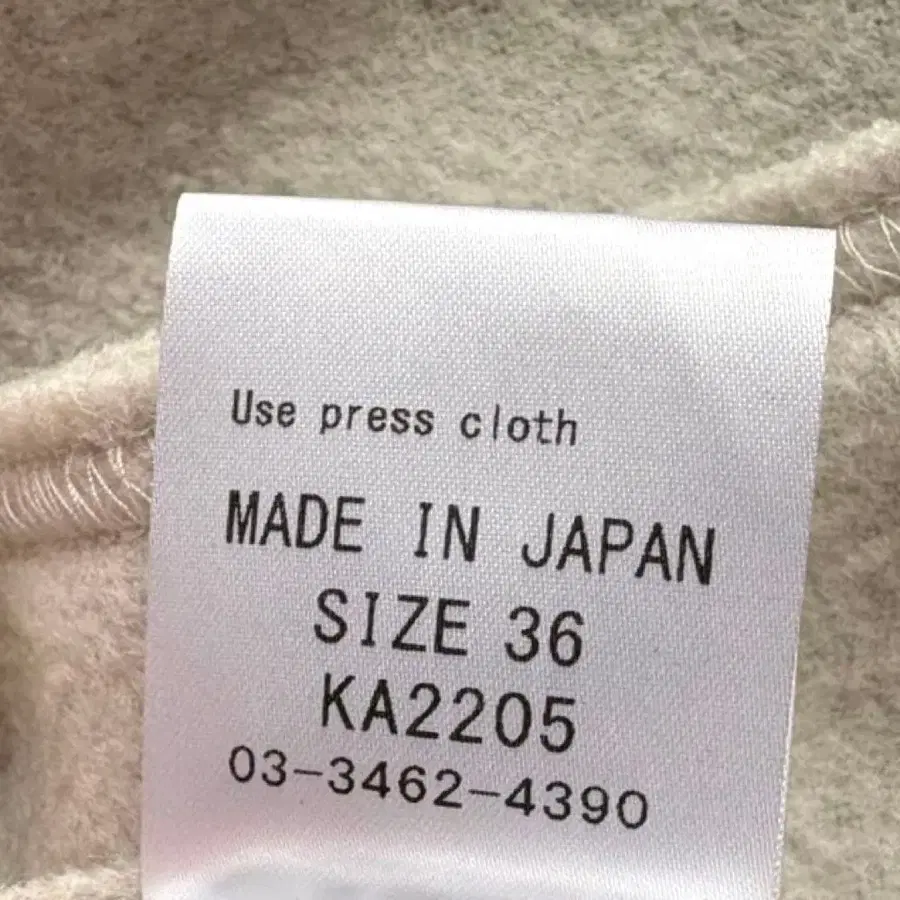 Use press cloth
MADE IN JAPAN
SIZE 36
KA2205
03-3462-4390